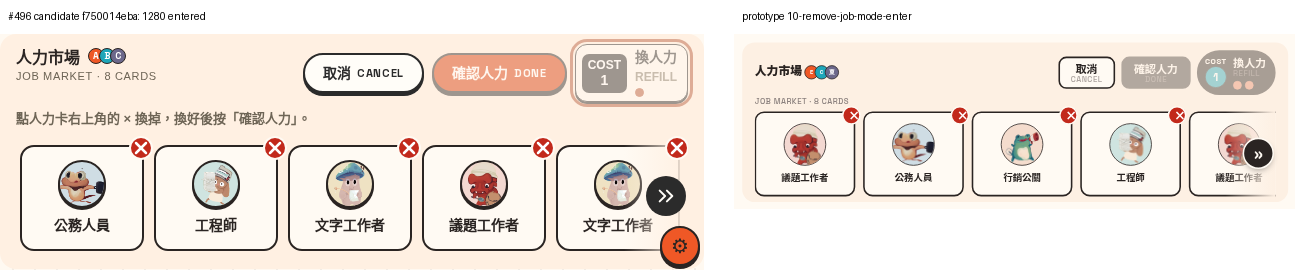 #496 candidate f750014eba: 1280 entered
人力市場 A B C
JOB MARKET · 8 CARDS
取消 CANCEL
確認人力 DONE
COST
1
換人力
REFILL
點人力卡右上角的 × 換掉，換好後按「確認人力」。
公務人員
工程師
文字工作者
議題工作者
文字工作者
prototype 10-remove-job-mode-enter
人力市場
JOB MARKET · 8 CARDS
取消
CANCEL
確認人力
DONE
COST
1
換人力
REFILL
議題工作者
公務人員
行銷公關
工程師
議題工作者